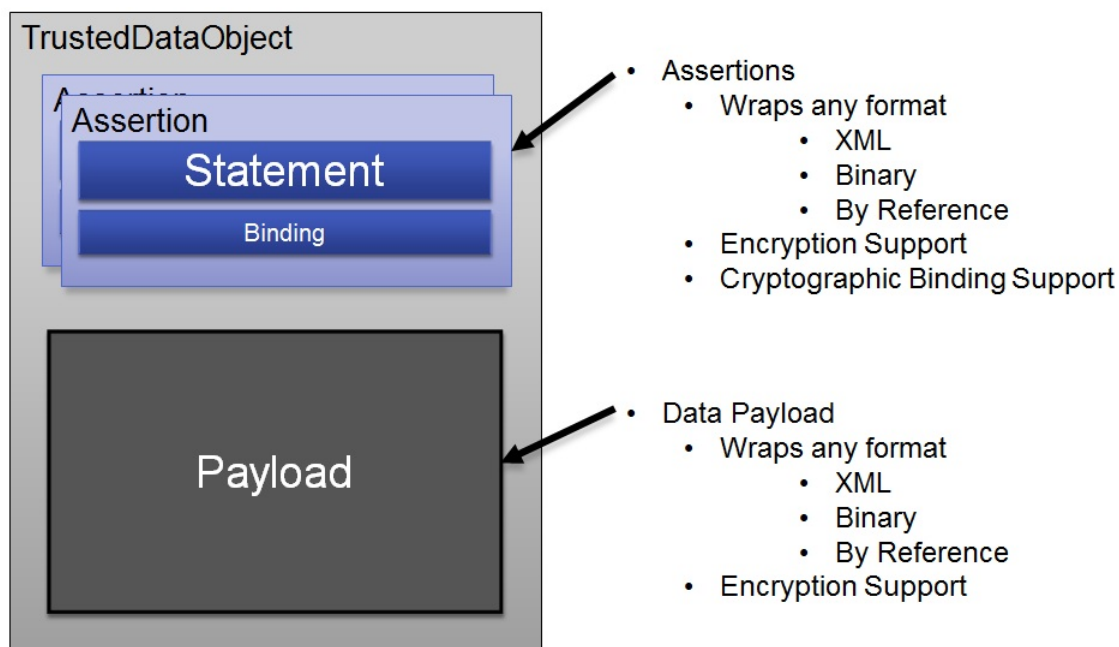 TrustedDataObject
Assertion
Assertion
Statement
Binding
Payload
• Assertions
• Wraps any format
• XML
• Binary
• By Reference
• Encryption Support
• Cryptographic Binding Support
• Data Payload
• Wraps any format
• XML
• Binary
• By Reference
• Encryption Support